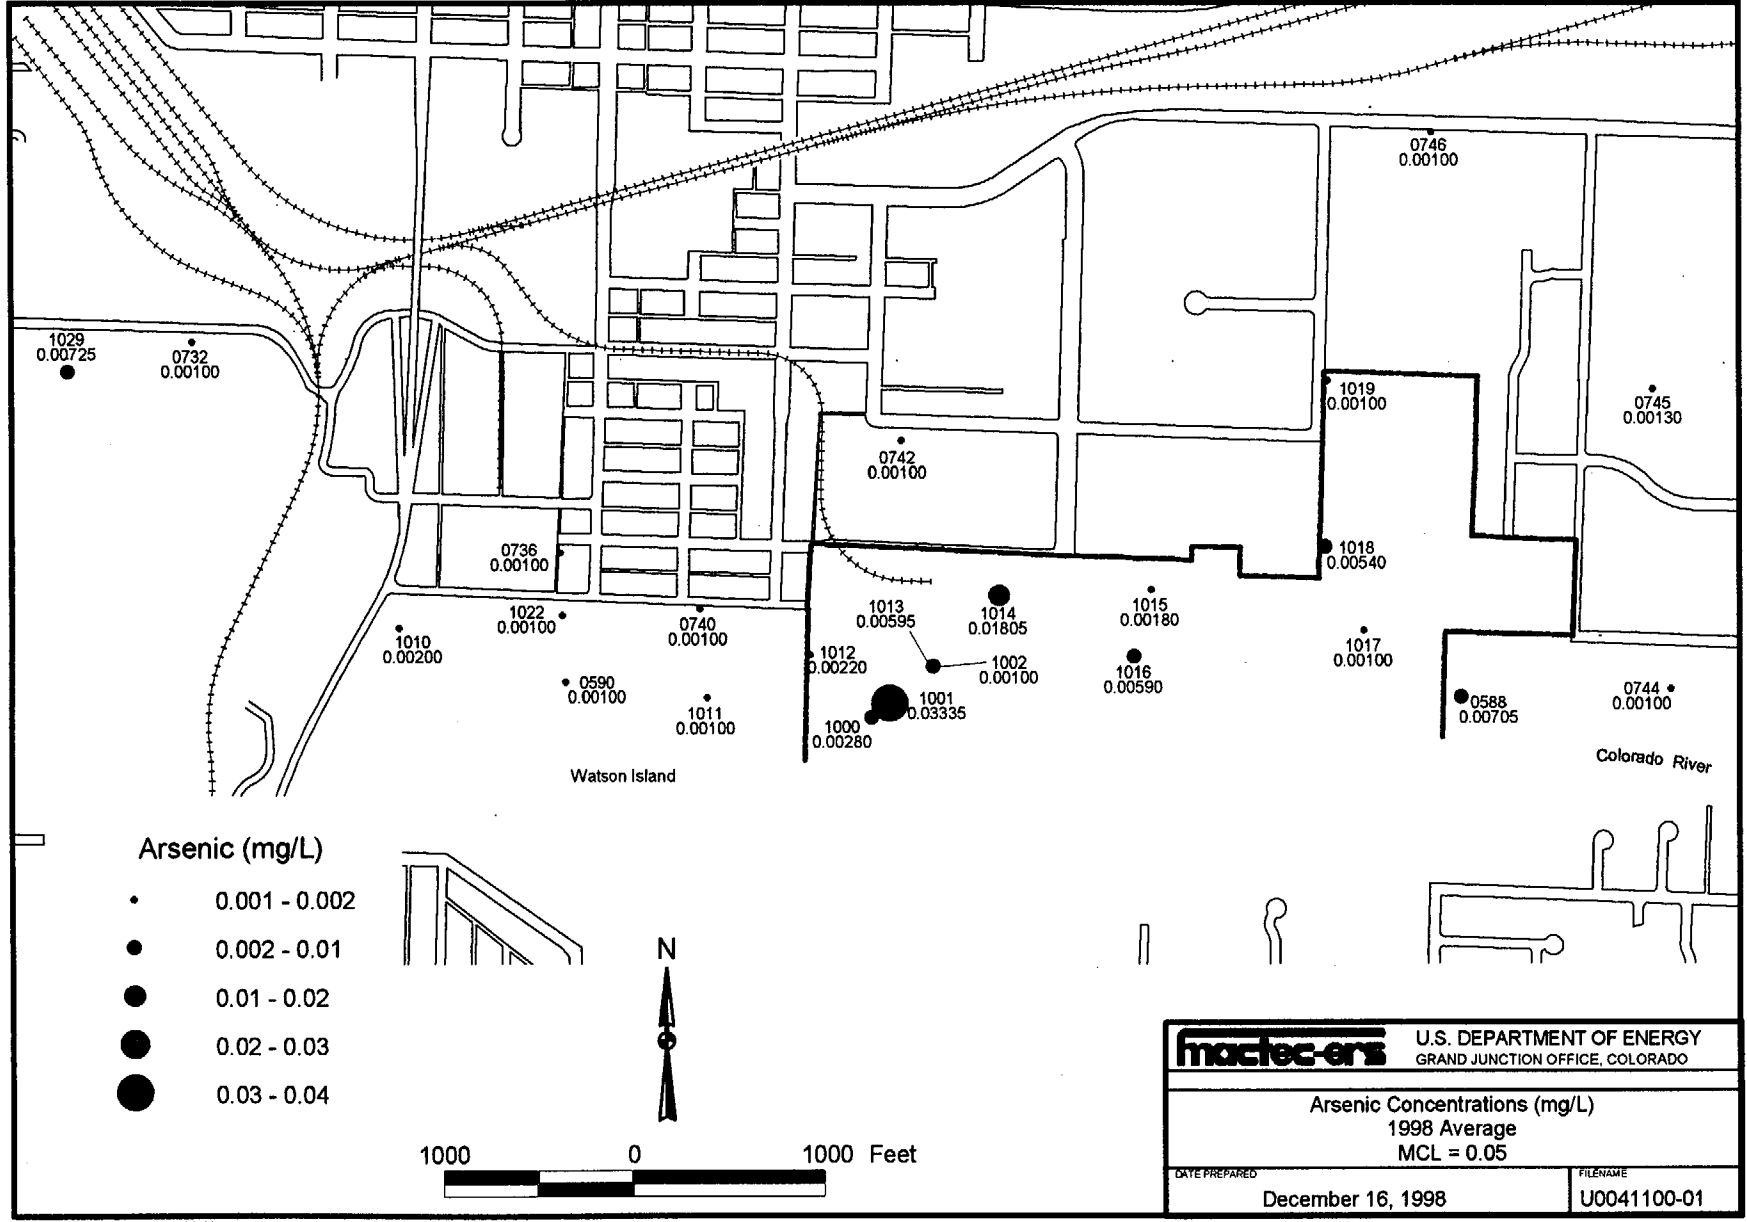 0746
0.00100
1029
0.00725
0732
0.00100
1019
0.00100
0745
0.00130
0742
0.00100
0736
0.00100
1018
0.00540
1022
0.00100
0740
0.00100
1013
0.00595
1014
0.01805
1015
0.00180
1010
0.00200
1012
0.00220
1002
0.00100
1016
0.00590
1017
0.00100
0590
0.00100
1011
0.00100
1001
0.03335
1000
0.00280
0588
0.00705
0744
0.00100
Watson Island
Colorado River
Arsenic (mg/L)
0.001 - 0.002
0.002 - 0.01
0.01 - 0.02
0.02 - 0.03
0.03 - 0.04
N
1000 0 1000 Feet
mactec-ers
U.S. DEPARTMENT OF ENERGY
GRAND JUNCTION OFFICE, COLORADO
Arsenic Concentrations (mg/L)
1998 Average
MCL = 0.05
DATE PREPARED
December 16, 1998
FILENAME
U0041100-01